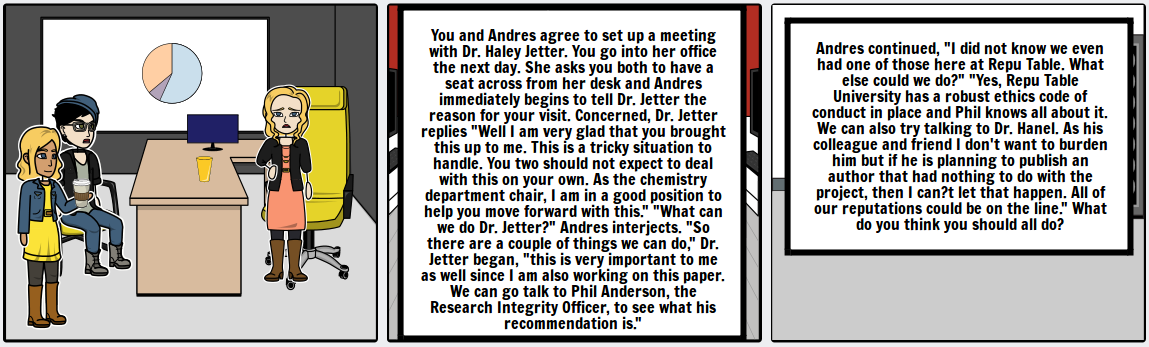 You and Andres agree to set up a meeting
with Dr. Haley Jetter. You go into her office
the next day. She asks you both to have a
seat across from her desk and Andres
immediately begins to tell Dr. Jetter the
reason for your visit. Concerned, Dr. Jetter
replies "Well I am very glad that you brought
this up to me. This is a tricky situation to
handle. You two should not expect to deal
with this on your own. As the chemistry
department chair, I am in a good position to
help you move forward with this." "What can
we do Dr. Jetter?" Andres interjects. "So
there are a couple of things we can do," Dr.
Jetter began, "this is very important to me
as well since I am also working on this paper.
We can go talk to Phil Anderson, the
Research Integrity Officer, to see what his
recommendation is."
Andres continued, "I did not know we even
had one of those here at Repu Table. What
else could we do?" "Yes, Repu Table
University has a robust ethics code of
conduct in place and Phil knows all about it.
We can also try talking to Dr. Hanel. As his
colleague and friend I don't want to burden
him but if he is planning to publish an
author that had nothing to do with the
project, then I can?t let that happen. All of
our reputations could be on the line." What
do you think you should all do?